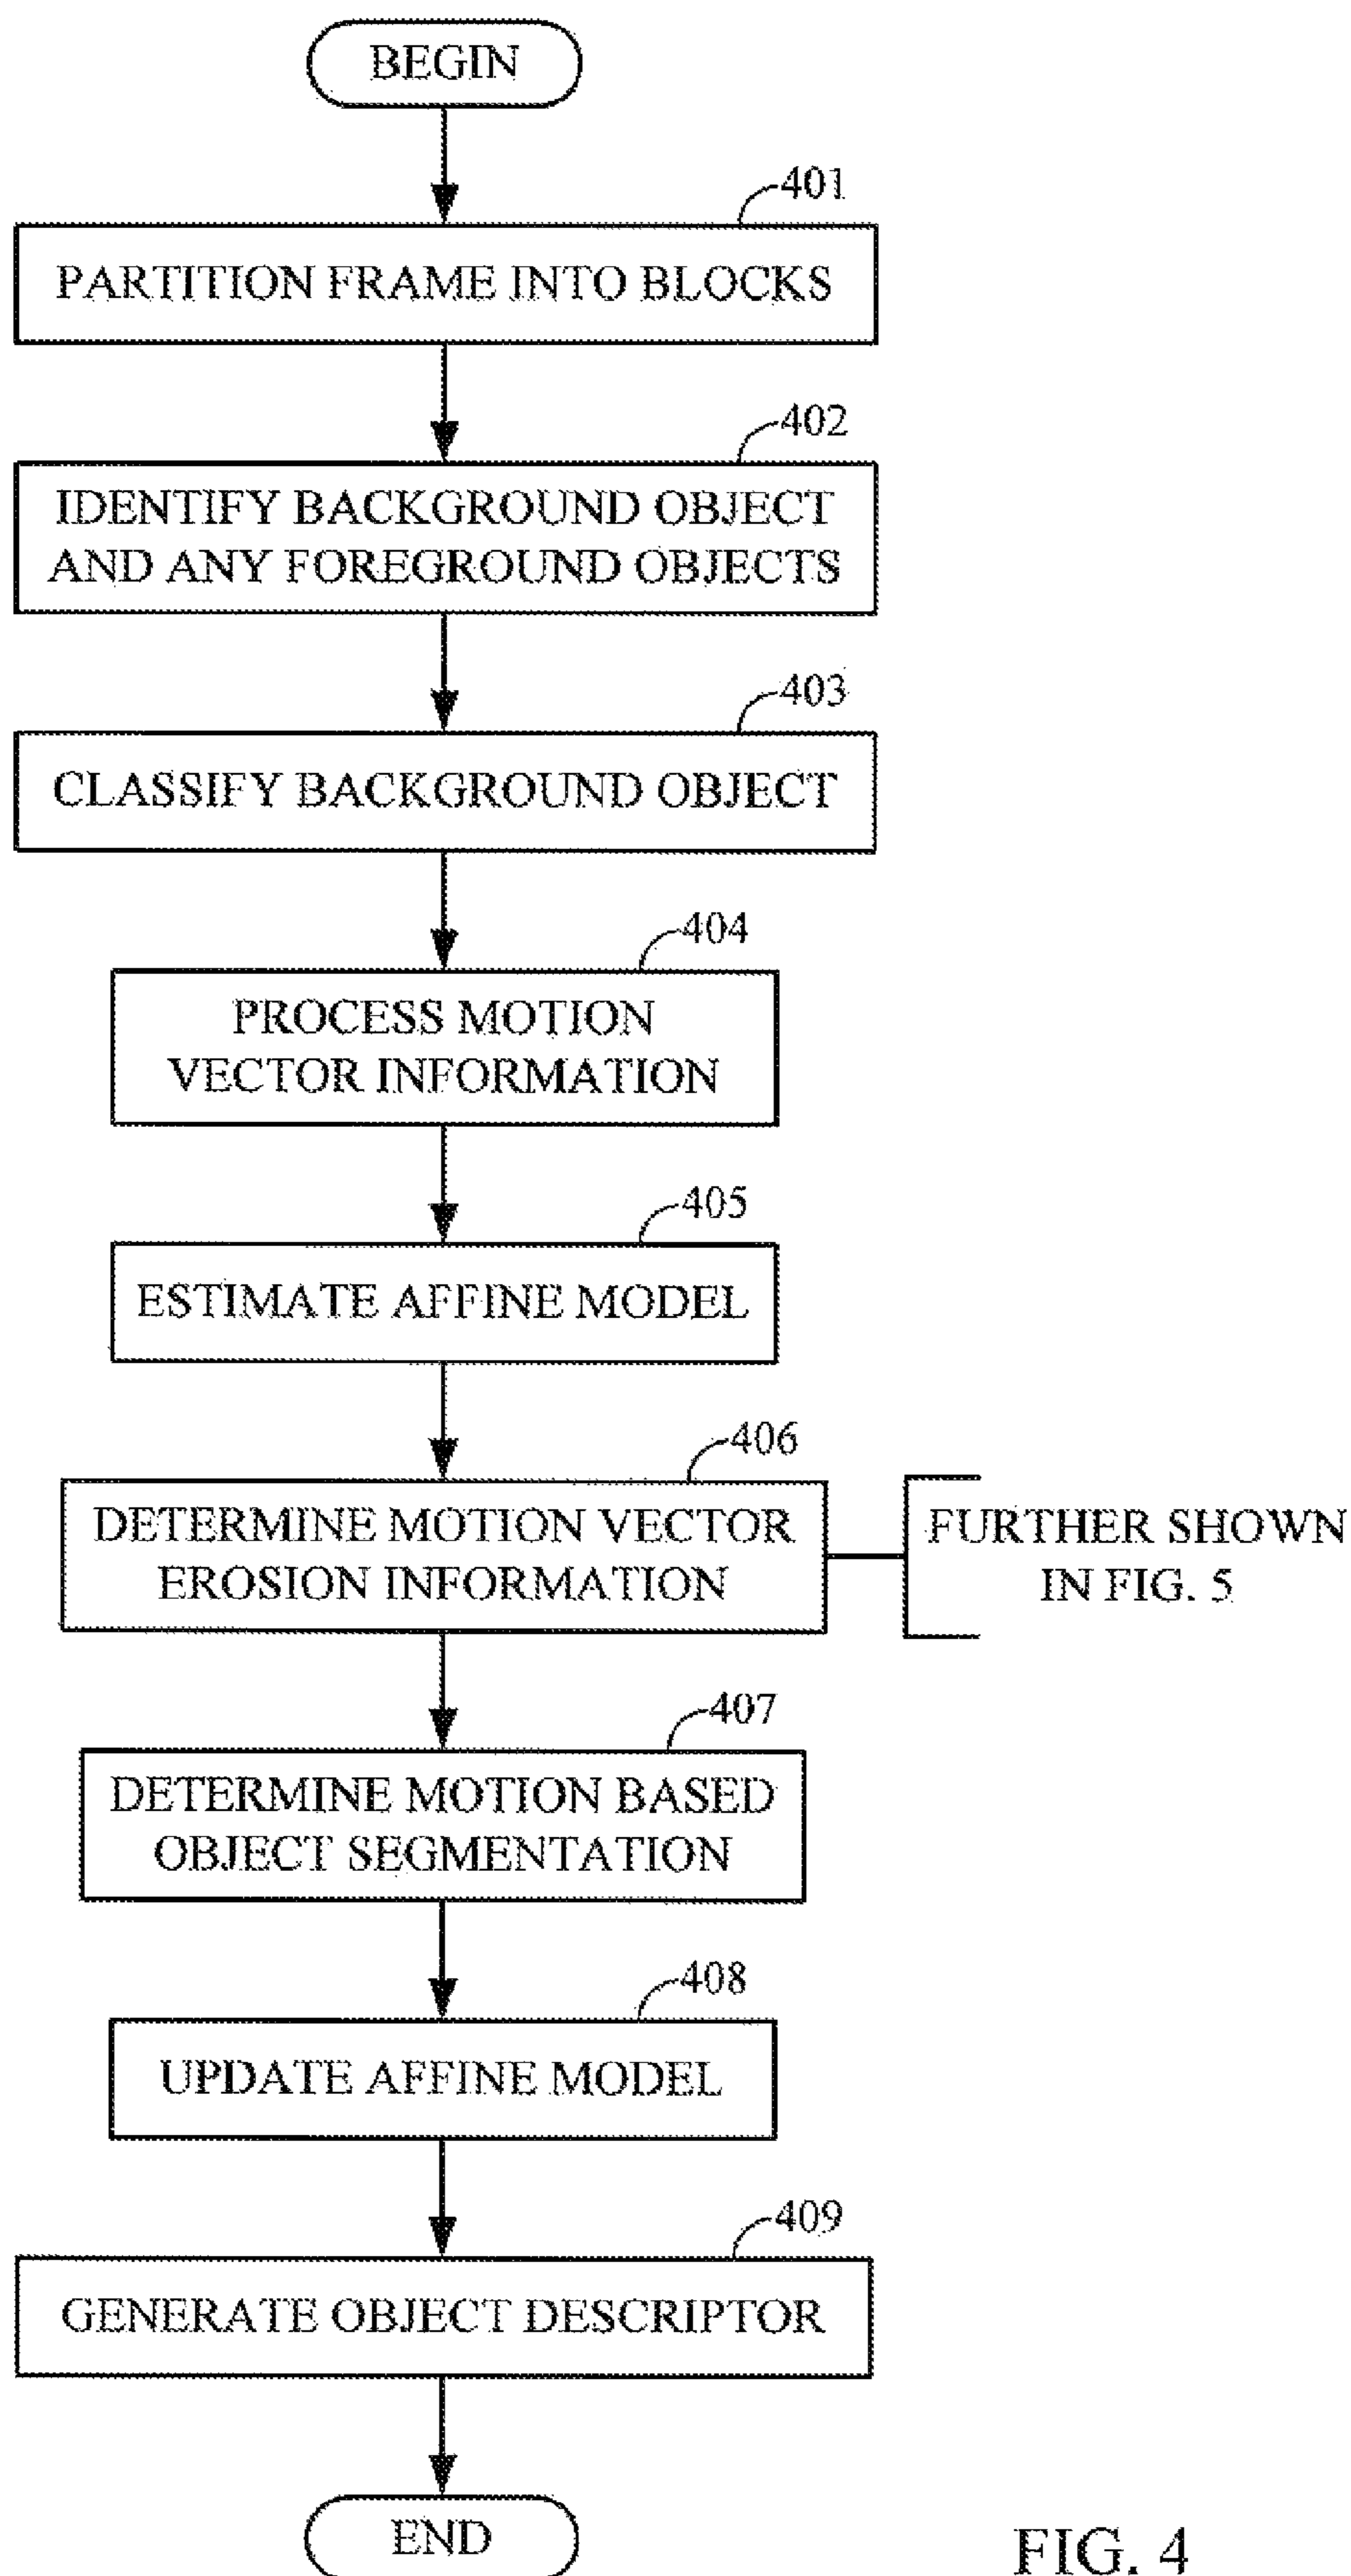 BEGIN
401
PARTITION FRAME INTO BLOCKS
402
IDENTIFY BACKGROUND OBJECT
AND ANY FOREGROUND OBJECTS
403
CLASSIFY BACKGROUND OBJECT
404
PROCESS MOTION
VECTOR INFORMATION
405
ESTIMATE AFFINE MODEL
406
DETERMINE MOTION VECTOR
EROSION INFORMATION
FURTHER SHOWN
IN FIG. 5
407
DETERMINE MOTION BASED
OBJECT SEGMENTATION
408
UPDATE AFFINE MODEL
409
GENERATE OBJECT DESCRIPTOR
END
FIG. 4